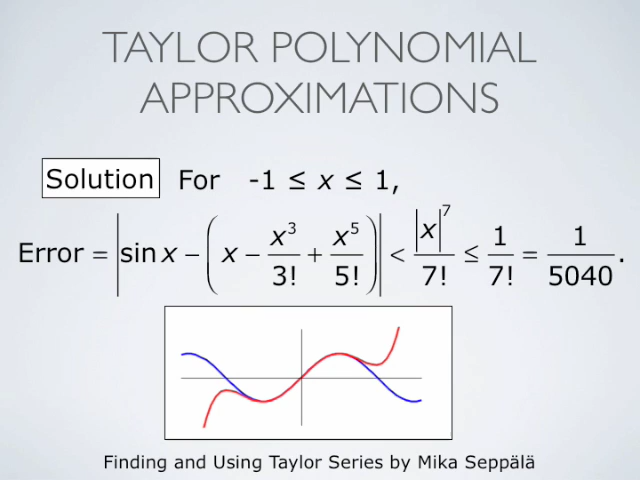 TAYLOR POLYNOMIAL
APPROXIMATIONS
Solution For -1 ≤ x ≤ 1,
Error = |sin x − (x − x³/3! + x⁵/5!)| < |x|⁷/7! ≤ 1/7! = 1/5040.
Finding and Using Taylor Series by Mika Seppälä